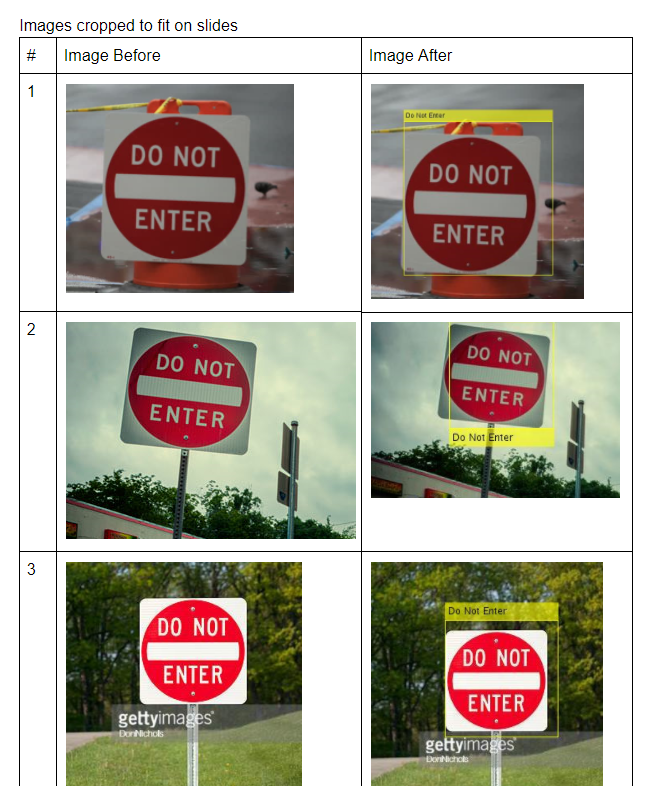 Images cropped to fit on slides
# Image Before Image After
1
DO NOT
ENTER
Do Not Enter
DO NOT
ENTER
2
DO NOT
ENTER
DO NOT
ENTER
Do Not Enter
3
DO NOT
ENTER
gettyimages®
DonNichols
Do Not Enter
DO NOT
ENTER
gettyimages®
DonNichols